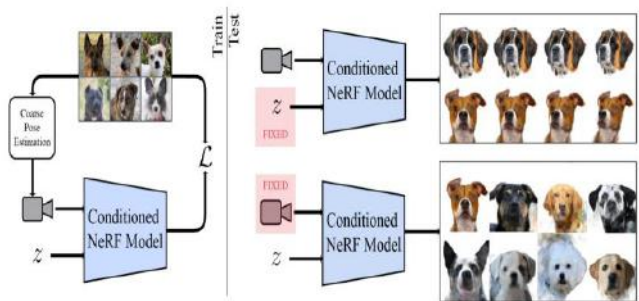 Train
Test
Coarse
Pose
Estimation
Conditioned
NeRF Model
z
ℒ
Conditioned
NeRF Model
z
FIXED
FIXED
Conditioned
NeRF Model
z